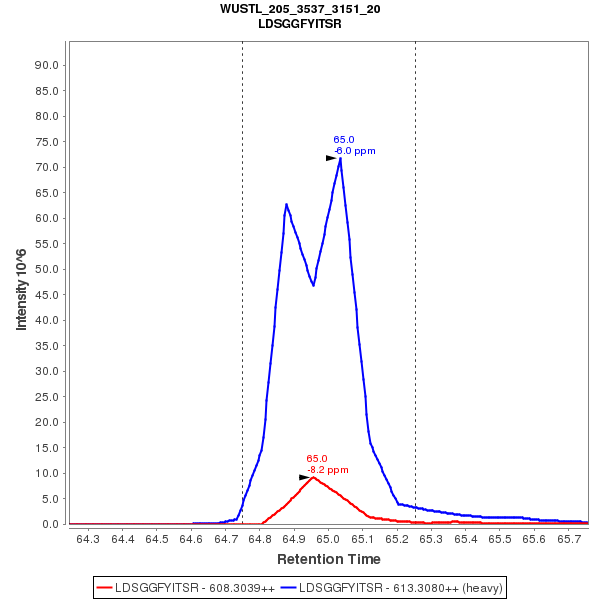 WUSTL_205_3537_3151_20
LDSGGFYITSR
Intensity 10^6
90.0
85.0
80.0
75.0
70.0
65.0
60.0
55.0
50.0
45.0
40.0
35.0
30.0
25.0
20.0
15.0
10.0
5.0
0.0
65.0
-6.0 ppm
65.0
-8.2 ppm
64.3 64.4 64.5 64.6 64.7 64.8 64.9 65.0 65.1 65.2 65.3 65.4 65.5 65.6 65.7
Retention Time
LDSGGFYITSR - 608.3039++ LDSGGFYITSR - 613.3080++ (heavy)